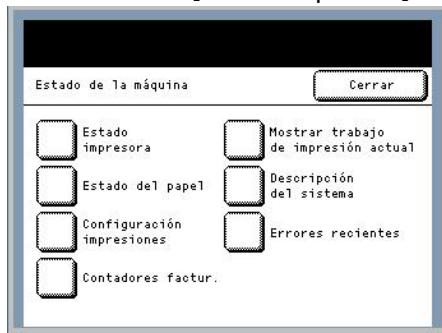 Estado de la máquina
Cerrar
Estado
impresora
Mostrar trabajo
de impresión actual
Estado del papel
Descripción
del sistema
Configuración
impresiones
Errores recientes
Contadores factur.